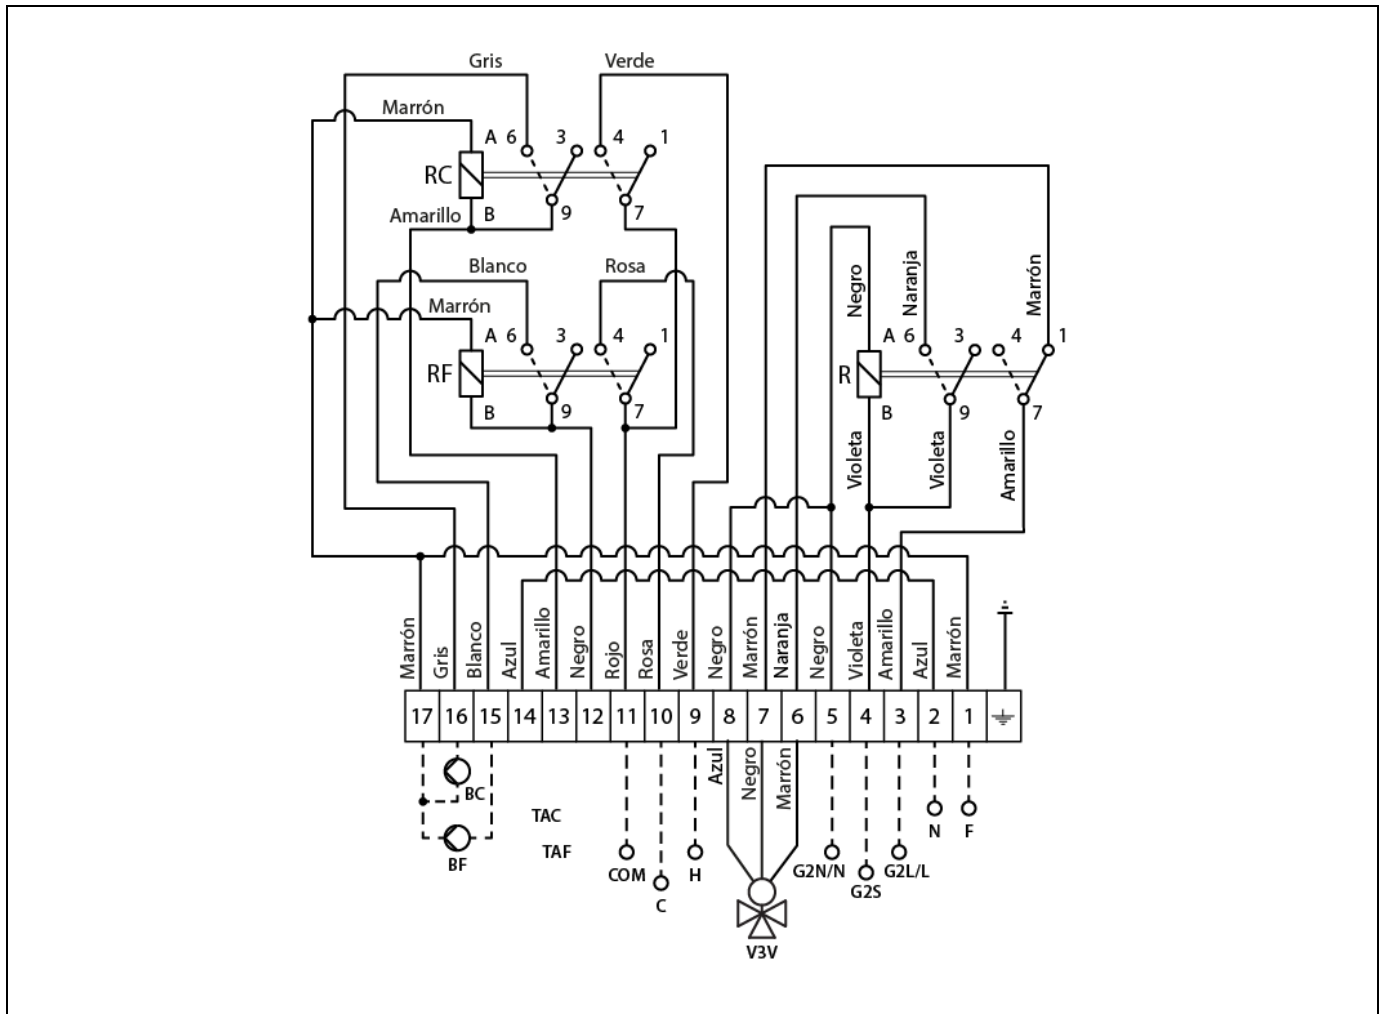 Gris
Verde
Marrón
A 6 3 4 1
RC
Amarillo B 9 7
Blanco
Rosa
Marrón
A 6 3 4 1
RF
B 9 7
Negro
Naranja
Marrón
A 6 3 4 1
R
B 9 7
Violeta
Violeta
Amarillo
Marrón
Gris
Blanco
Azul
Amarillo
Negro
Rojo
Rosa
Verde
Negro
Marrón
Naranja
Negro
Violeta
Amarillo
Azul
Marrón
17 16 15 14 13 12 11 10 9 8 7 6 5 4 3 2 1
Azul
Negro
Marrón
BC
BF
TAC
TAF
COM
C
H
V3V
G2N/N
G2S
G2L/L
N
F